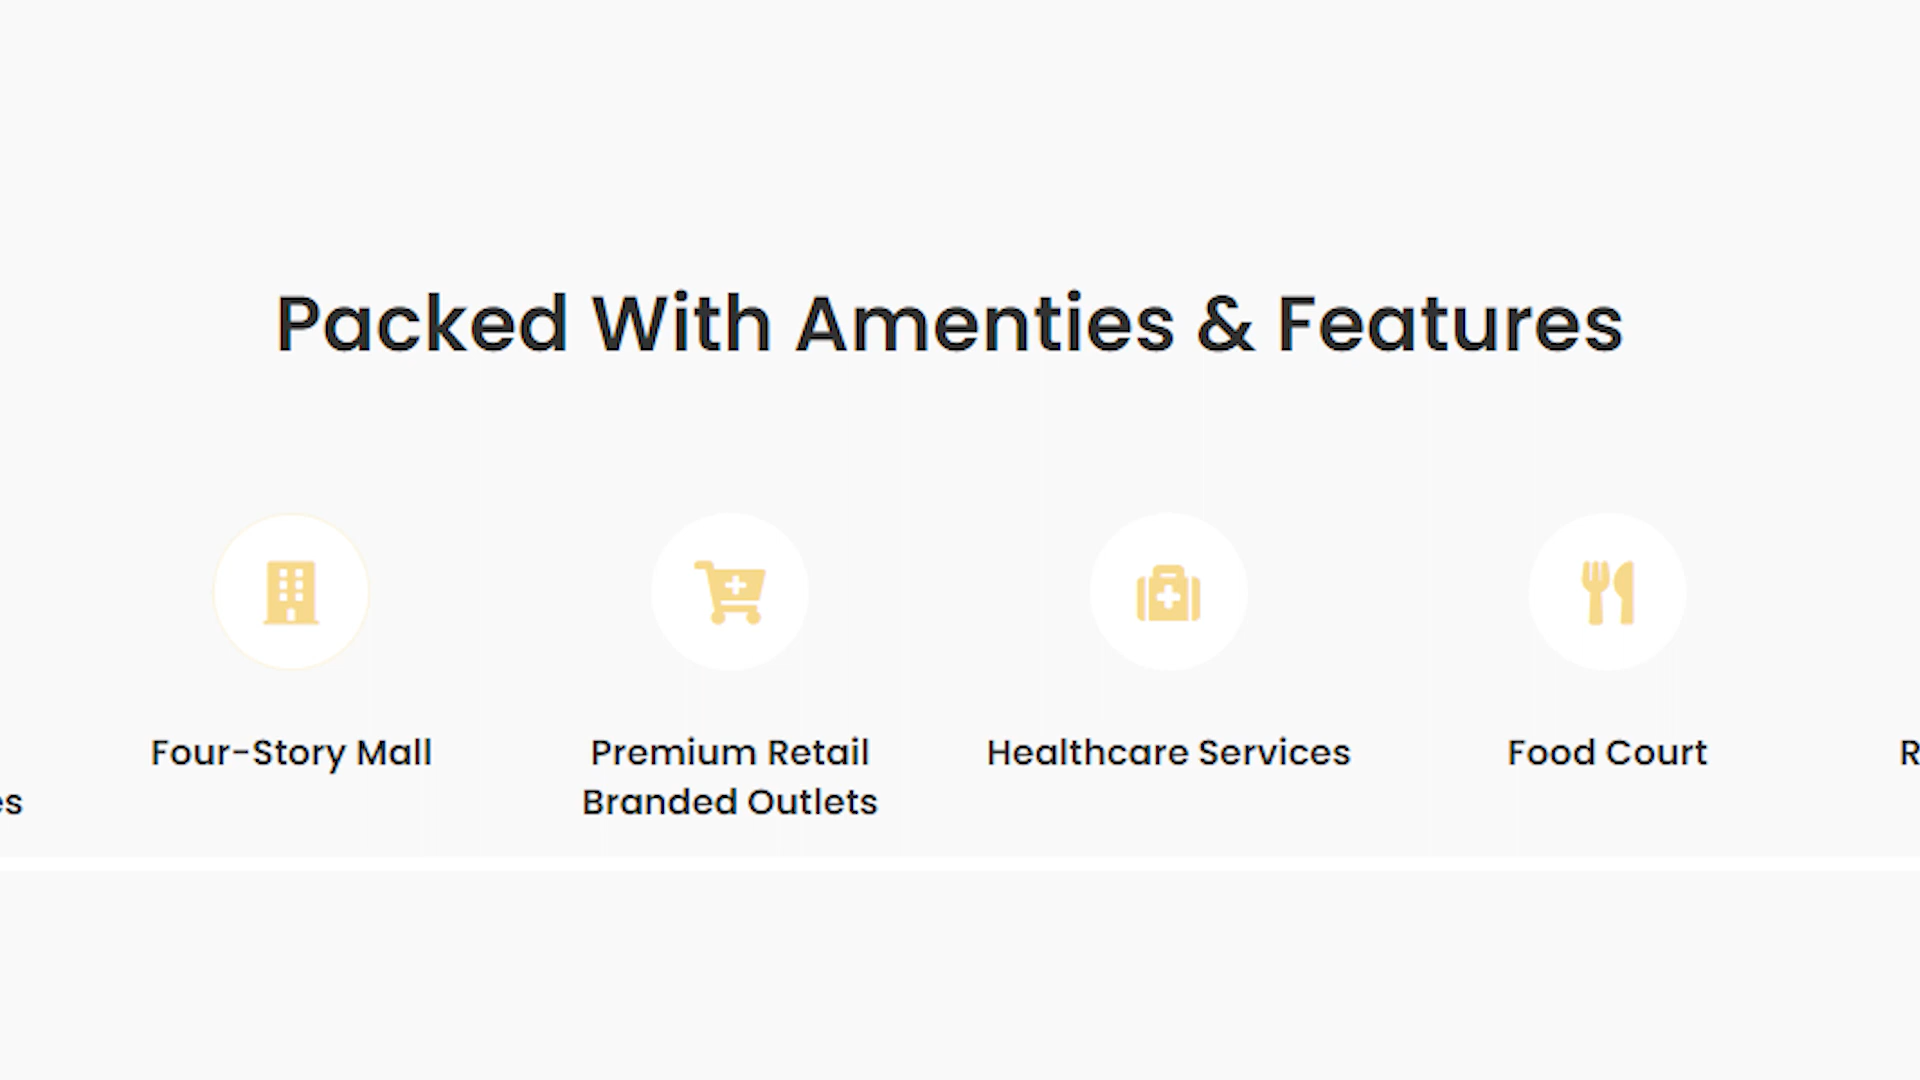 Packed With Amenties & Features
Four-Story Mall
Premium Retail
Branded Outlets
Healthcare Services
Food Court